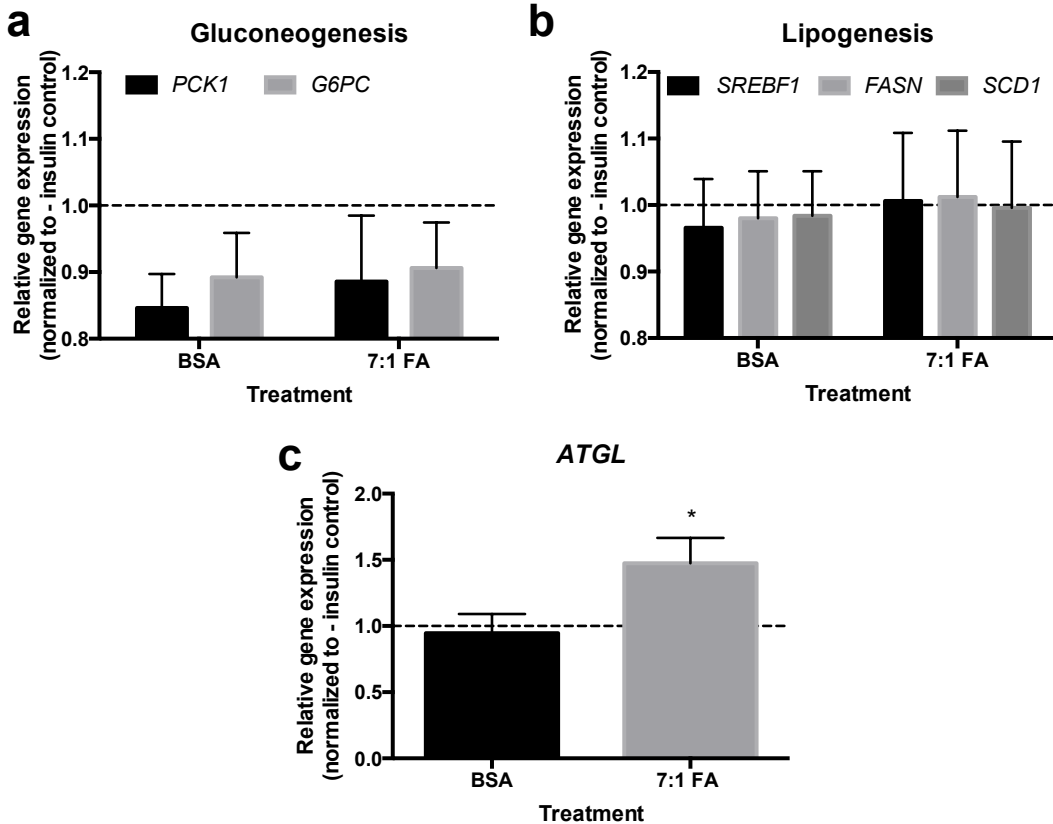 a
Gluconeogenesis
PCK1 G6PC
Relative gene expression
(normalized to - insulin control)
1.2
1.1
1.0
0.9
0.8
BSA 7:1 FA
Treatment
b
Lipogenesis
SREBF1 FASN SCD1
Relative gene expression
(normalized to - insulin control)
1.2
1.1
1.0
0.9
0.8
BSA 7:1 FA
Treatment
c
ATGL
Relative gene expression
(normalized to - insulin control)
2.0
1.5
1.0
0.5
0.0
*
BSA 7:1 FA
Treatment